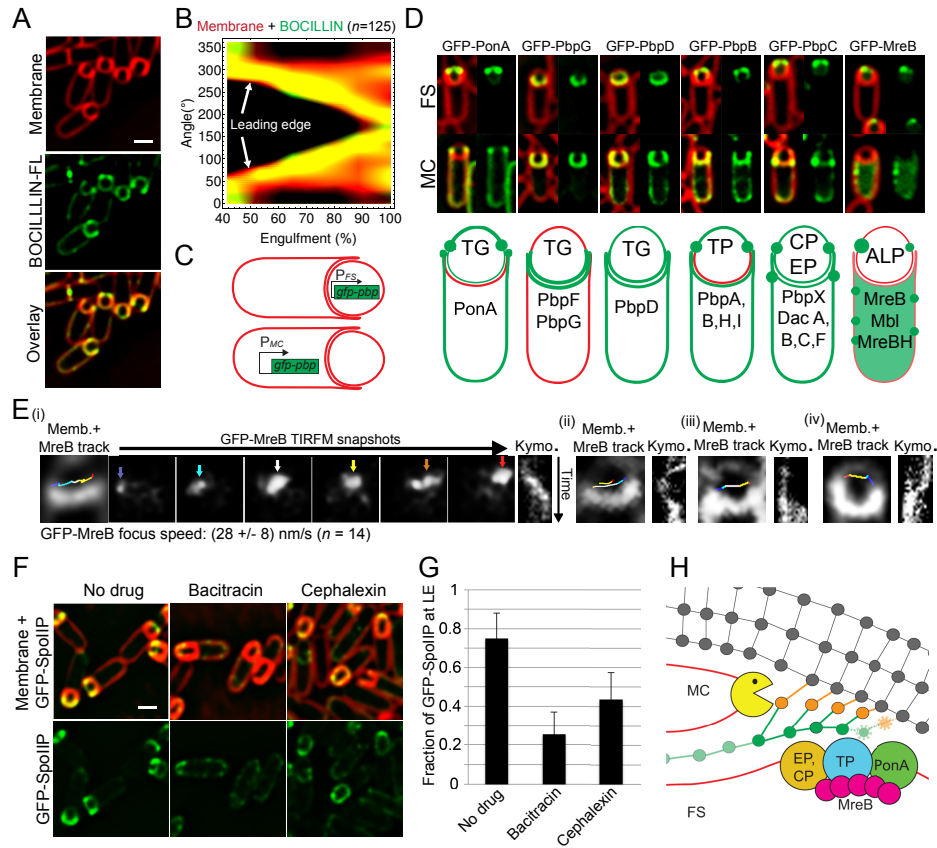 A
Membrane
BOCILLLIN-FL
Overlay
B
Membrane + BOCILLIN (n=125)
Angle(°)
350
300
250
200
150
100
50
0
Leading edge
40 50 60 70 80 90 100
Engulfment (%)
C
PFS
gfp-pbp
PMC
gfp-pbp
D
GFP-PonA GFP-PbpG GFP-PbpD GFP-PbpB GFP-PbpC GFP-MreB
FS
MC
TG
PonA
TG
PbpF
PbpG
TG
PbpD
TP
PbpA,
B,H,I
CP
EP
PbpX
Dac A,
B,C,F
ALP
MreB
Mbl
MreBH
E
(i)
Memb.+
MreB track
GFP-MreB TIRFM snapshots
Kymo.
Time
(ii)
Memb.+
MreB track
Kymo.
(iii)
Memb.+
MreB track
Kymo.
(iv)
Memb.+
MreB track
Kymo.
GFP-MreB focus speed: (28 +/- 8) nm/s (n = 14)
F
No drug Bacitracin Cephalexin
Membrane +
GFP-SpoIIP
GFP-SpoIIP
G
Fraction of GFP-SpoIIP at LE
1
0.8
0.6
0.4
0.2
0
No drug
Bacitracin
Cephalexin
H
MC
EP,
CP
TP
PonA
MreB
FS